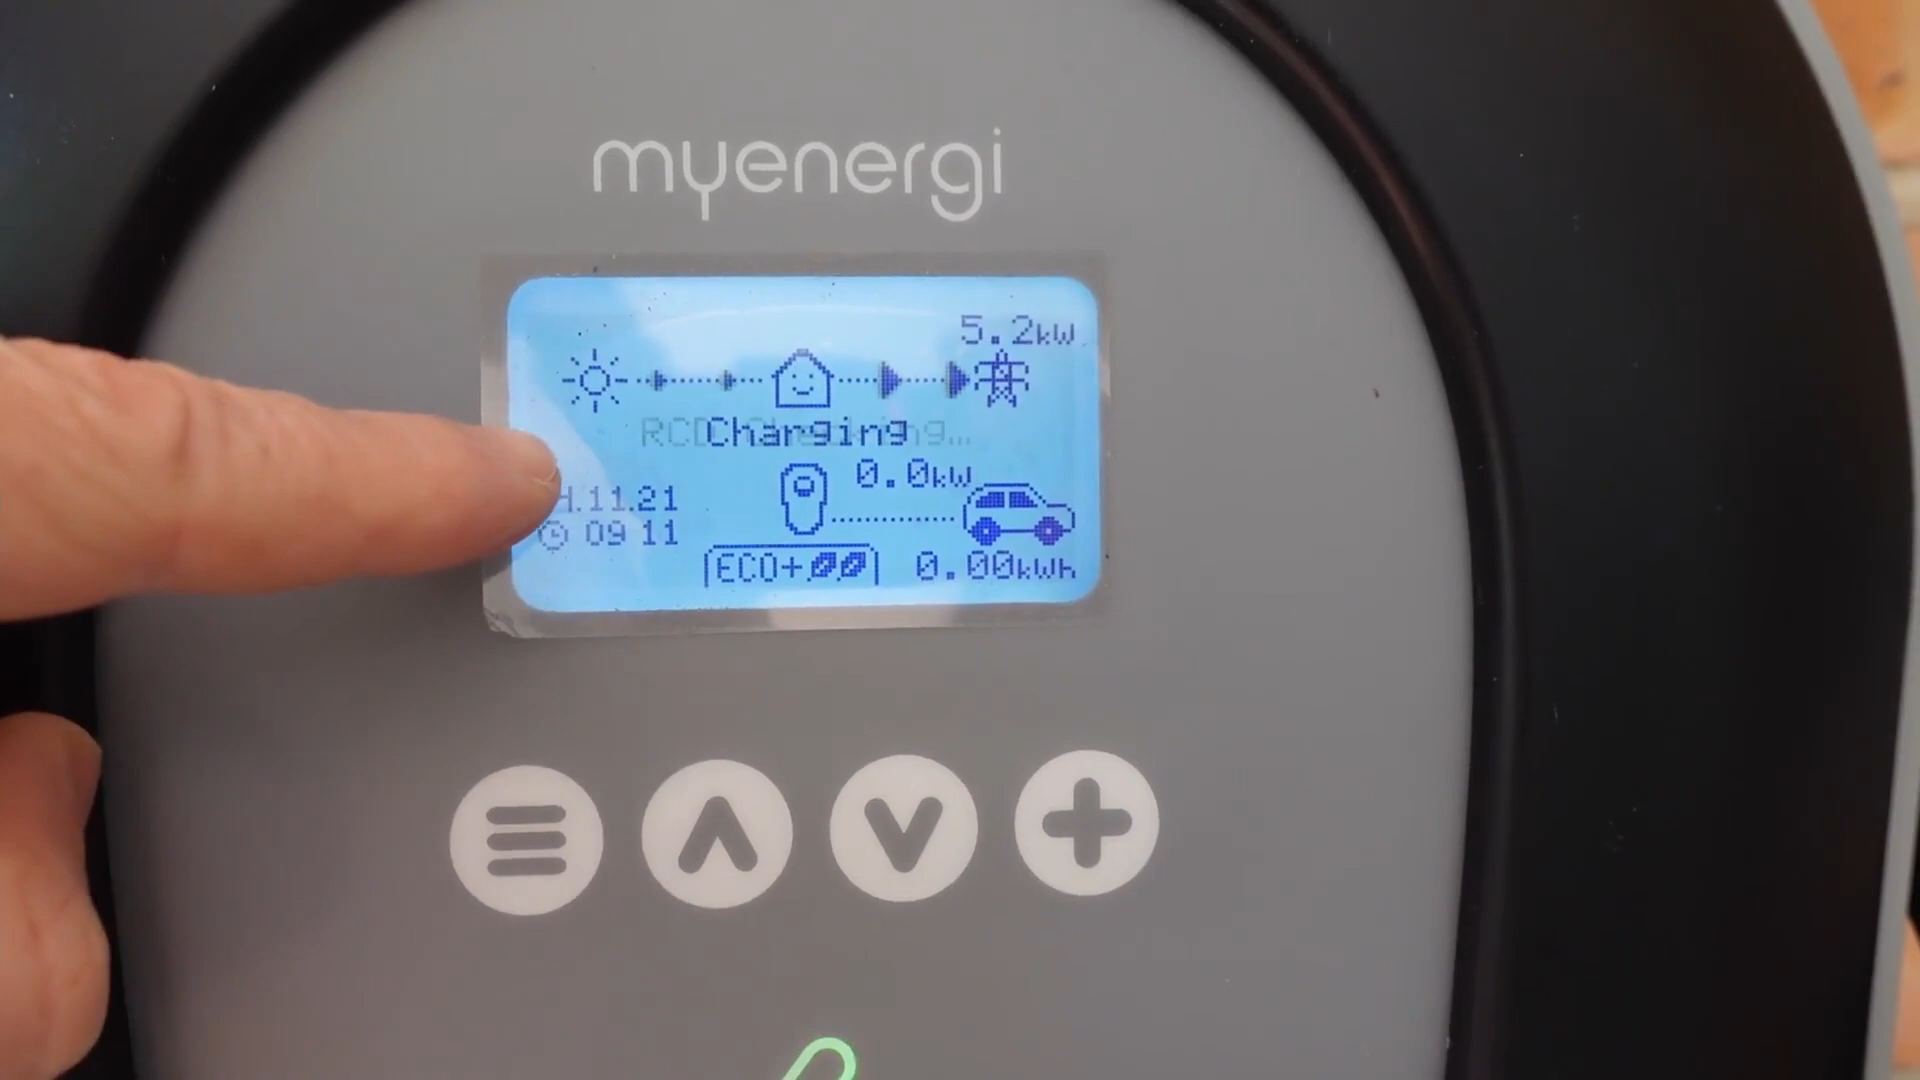 myenergi
5.2kW
Charging
0.0kW
.11.21
09 11
ECO+
0.00kWh